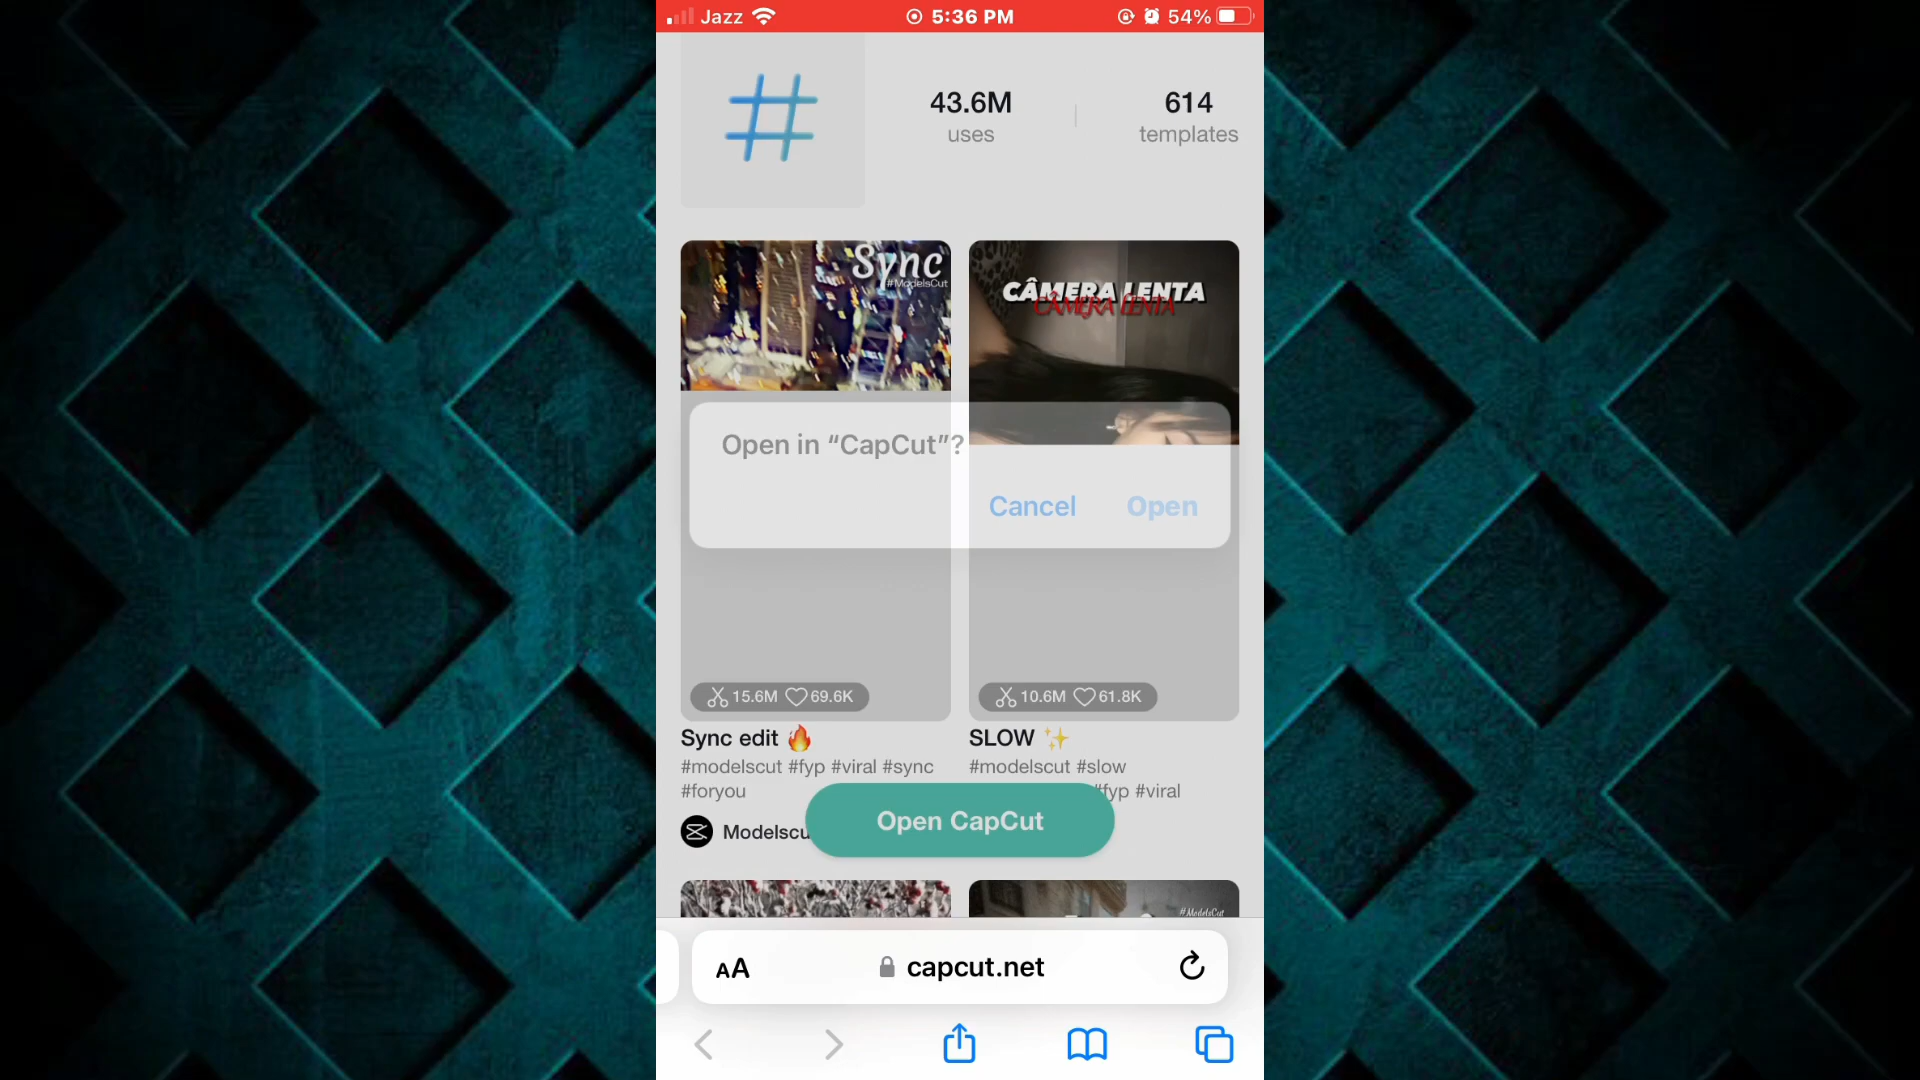 Jazz 5:36 PM 54%
43.6M
uses
614
templates
Sync
#ModelsCut
CÂMERA LENTA
CÂMERA LENTA
Open in “CapCut”?
Cancel
Open
15.6M 69.6K
10.6M 61.8K
Sync edit 🔥
#modelscut #fyp #viral #sync
#foryou
SLOW ✨
#modelscut #slow
#fyp #viral
Modelscu
Open CapCut
#ModelsCut
AA capcut.net